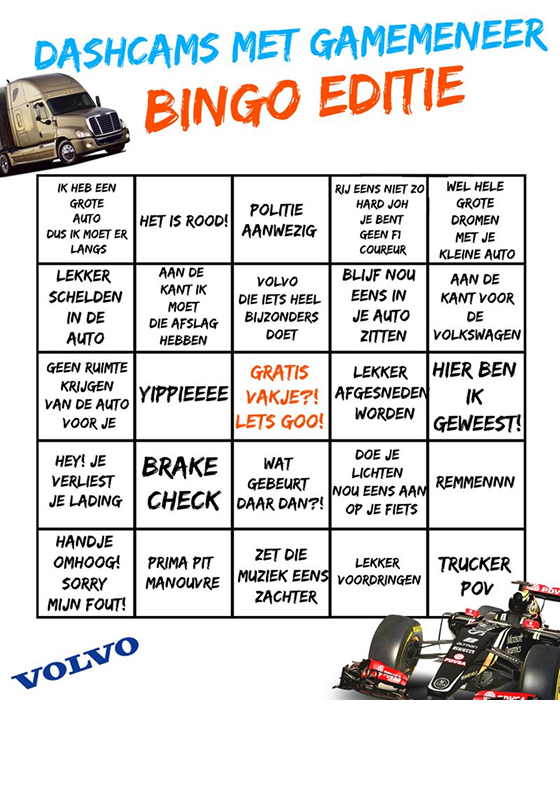 DASHCAMS MET GAMEMENEER
BINGO EDITIE
IK HEB EEN
GROTE
AUTO
DUS IK MOET ER
LANGS
HET IS ROOD!
POLITIE
AANWEZIG
RIJ EENS NIET ZO
HARD JOH
JE BENT
GEEN F1
COUREUR
WEL HELE
GROTE
DROMEN
MET JE
KLEINE AUTO
LEKKER
SCHELDEN
IN DE
AUTO
AAN DE
KANT IK
MOET
DIE AFSLAG
HEBBEN
VOLVO
DIE IETS HEEL
BIJZONDERS
DOET
BLIJF NOU
EENS IN
JE AUTO
ZITTEN
AAN DE
KANT VOOR
DE
VOLKSWAGEN
GEEN RUIMTE
KRIJGEN
VAN DE AUTO
VOOR JE
YIPPIEEEE
GRATIS
VAKJE?!
LETS GOO!
LEKKER
AFGESNEDEN
WORDEN
HIER BEN
IK
GEWEEST!
HEY! JE
VERLIEST
JE LADING
BRAKE
CHECK
WAT
GEBEURT
DAAR DAN?!
DOE JE
LICHTEN
NOU EENS AAN
OP JE FIETS
REMMENNN
HANDJE
OMHOOG!
SORRY
MIJN FOUT!
PRIMA PIT
MANOUVRE
ZET DIE
MUZIEK EENS
ZACHTER
LEKKER
VOORDRINGEN
TRUCKER
POV
VOLVO
Microsoft
Dynamics
PDVSA